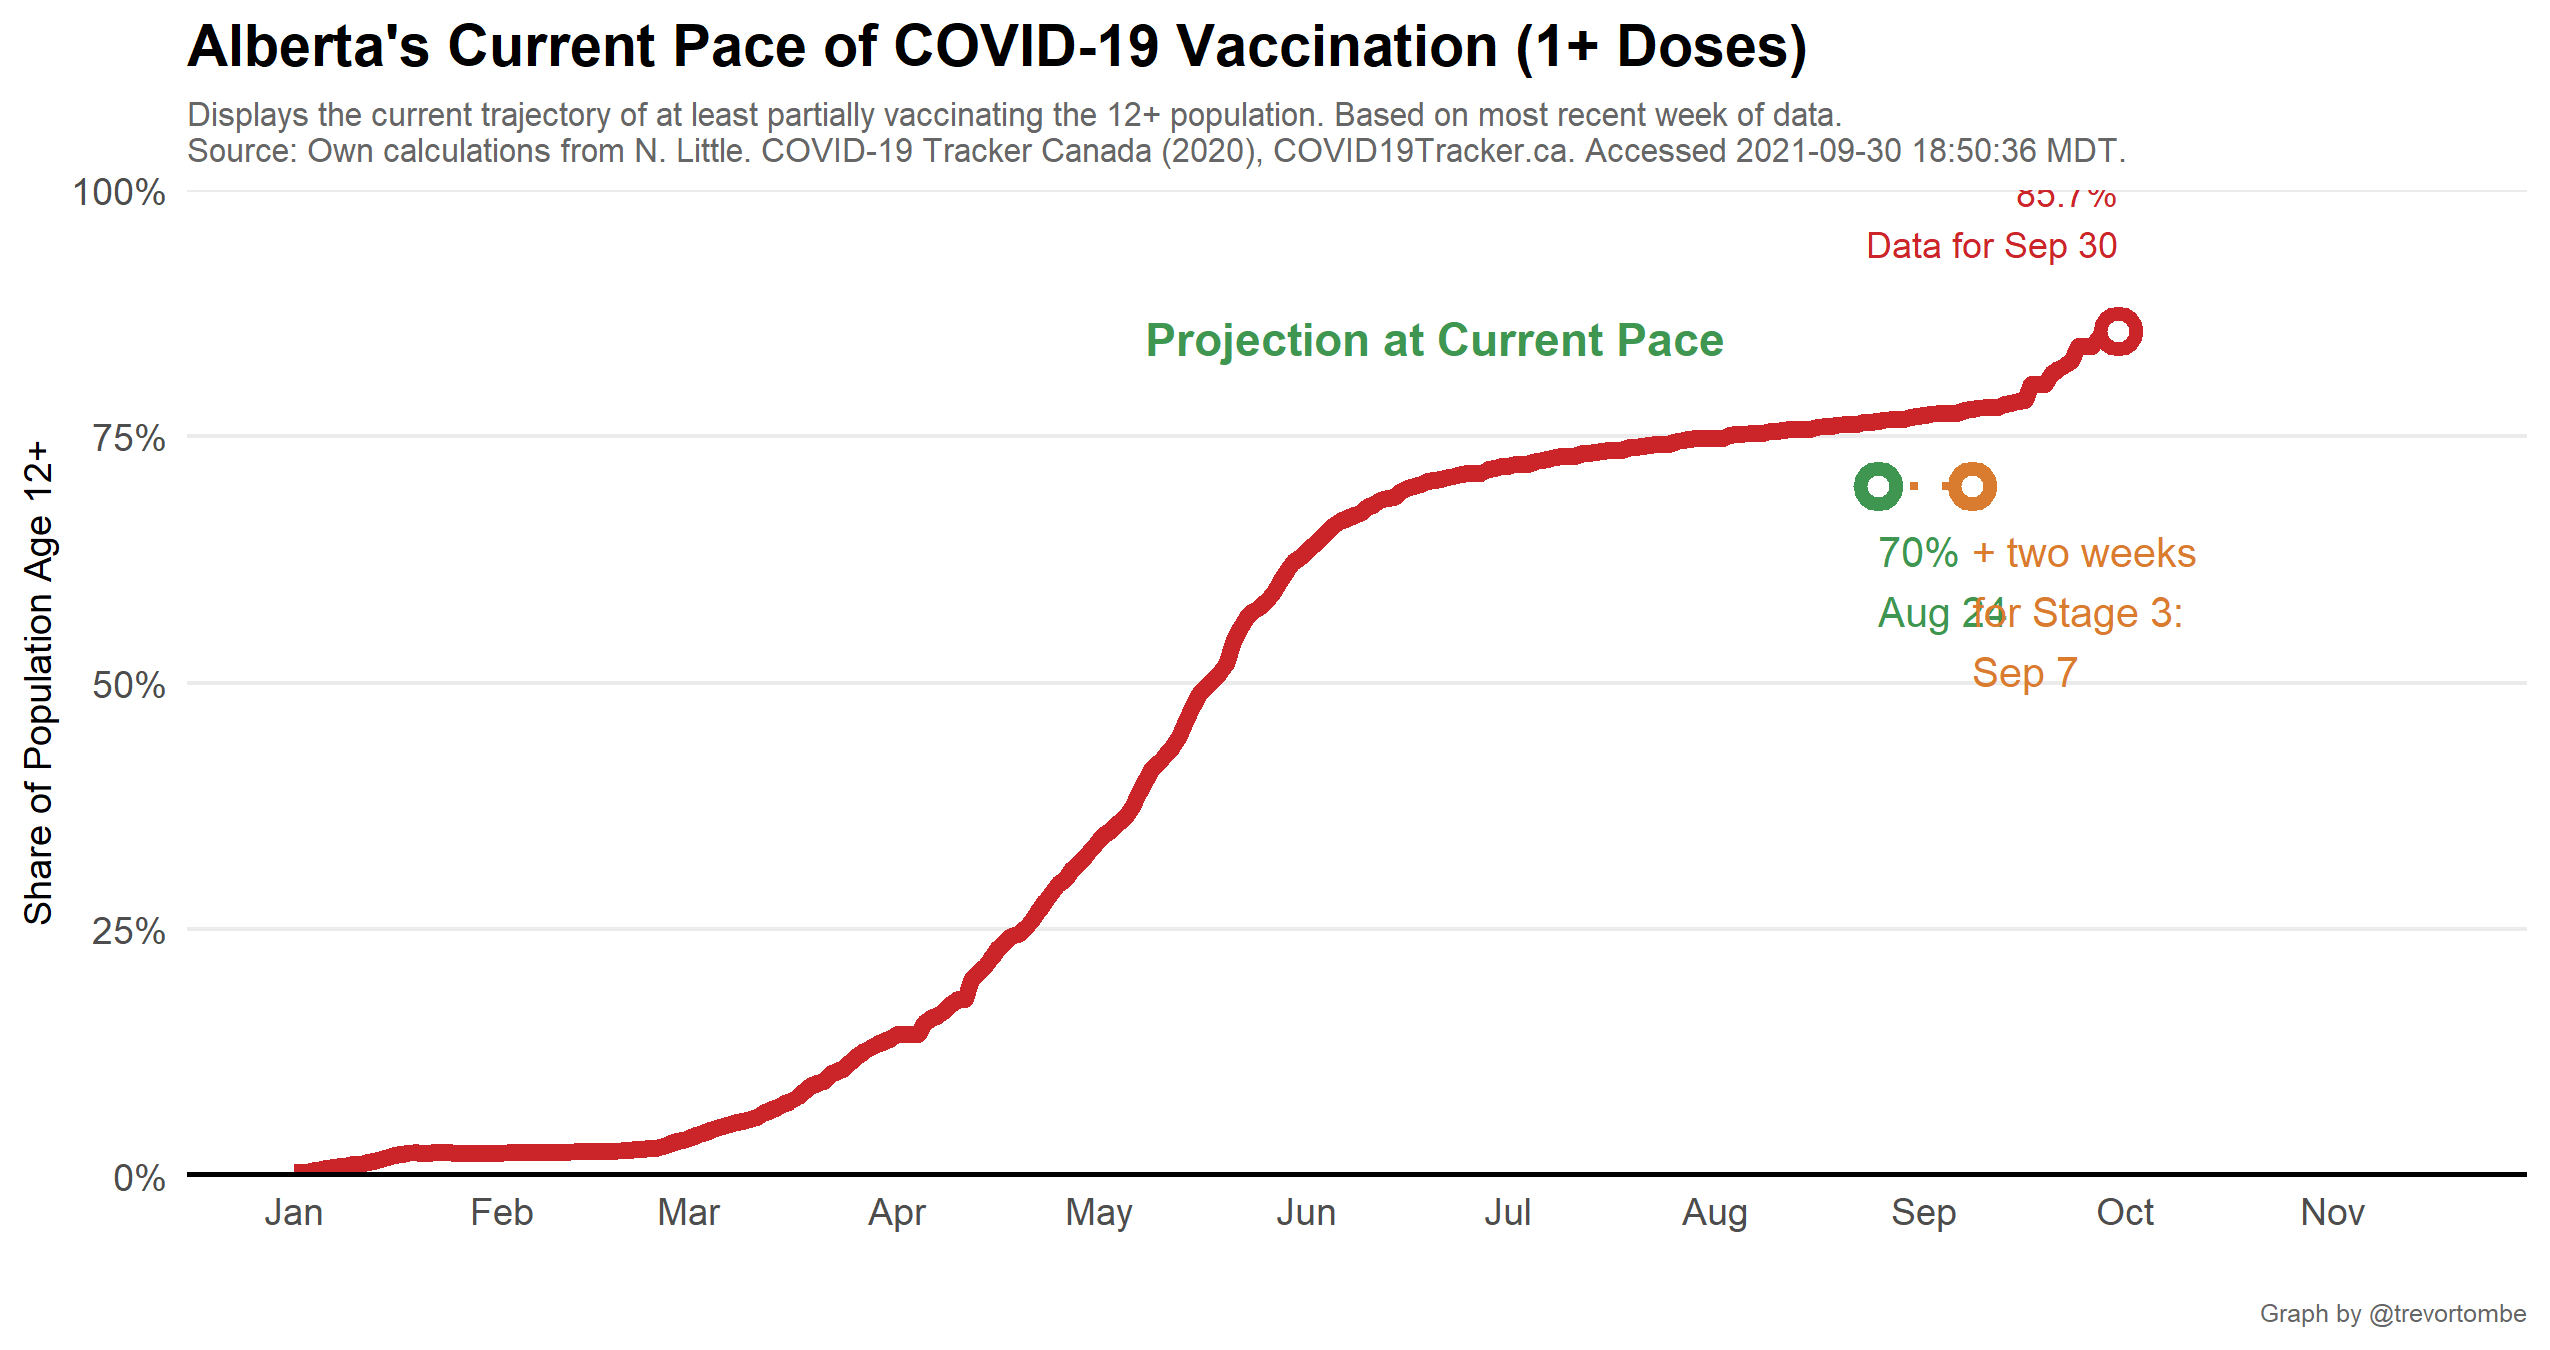 Alberta's Current Pace of COVID-19 Vaccination (1+ Doses)
Displays the current trajectory of at least partially vaccinating the 12+ population. Based on most recent week of data.
Source: Own calculations from N. Little. COVID-19 Tracker Canada (2020), COVID19Tracker.ca. Accessed 2021-09-30 18:50:36 MDT.
100%
85.7%
Data for Sep 30
Projection at Current Pace
75%
70%
Aug 24
+ two weeks
for Stage 3:
Sep 7
50%
25%
0%
Share of Population Age 12+
Jan Feb Mar Apr May Jun Jul Aug Sep Oct Nov
Graph by @trevortombe